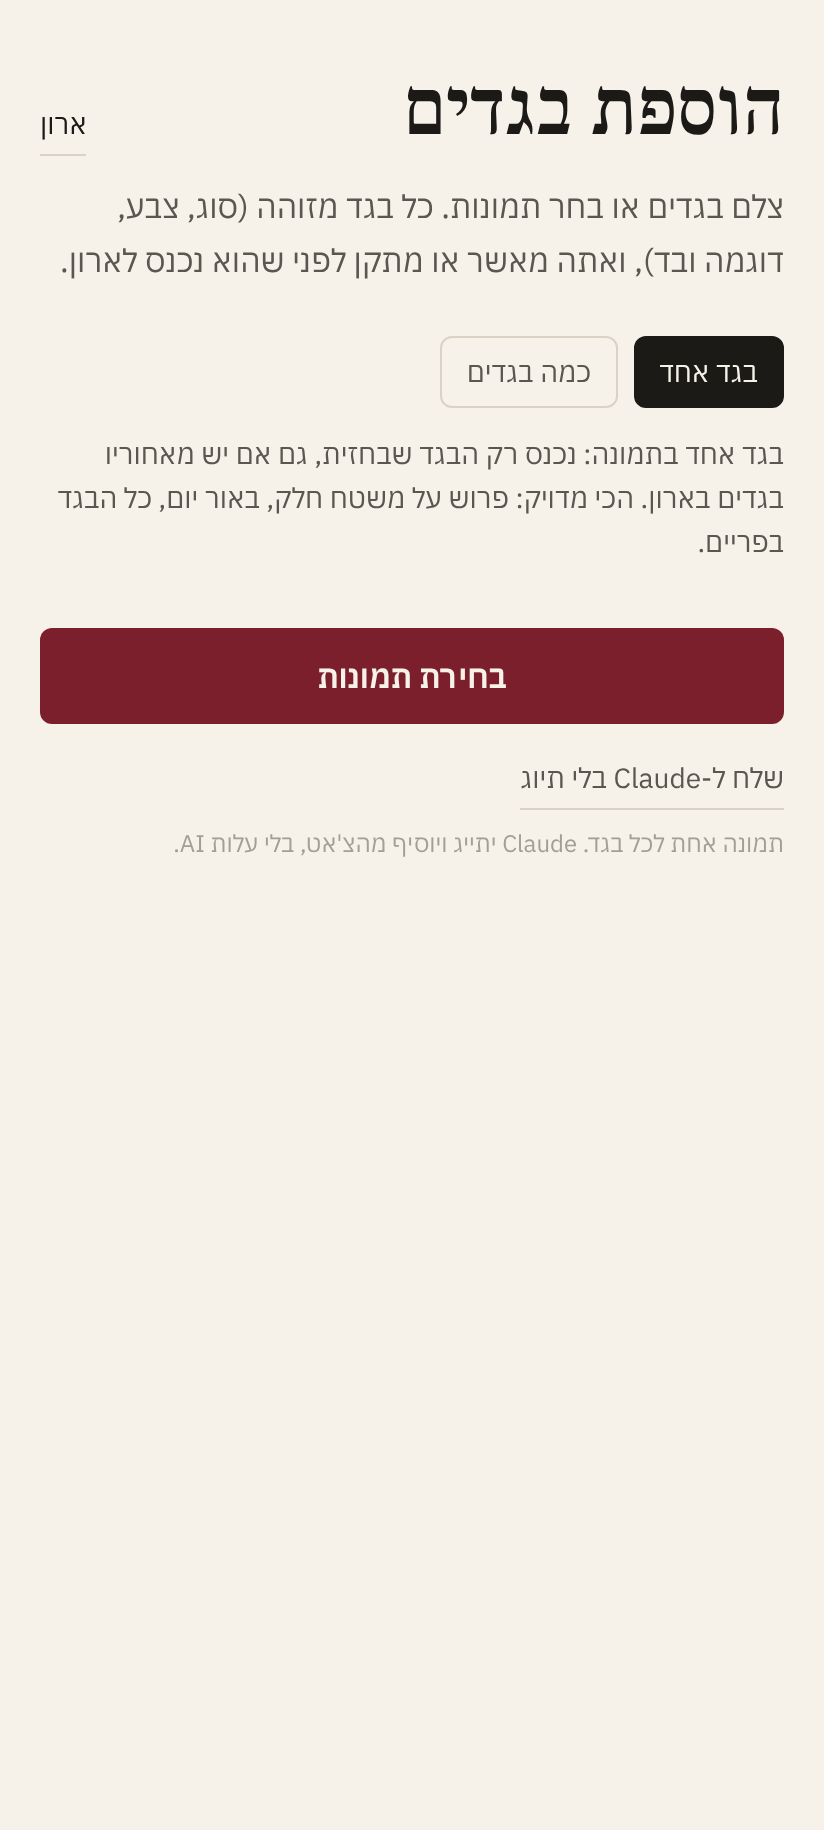 הוספת בגדים
ארון
צלם בגדים או בחר תמונות. כל בגד מזוהה (סוג, צבע,
דוגמה ובד), ואתה מאשר או מתקן לפני שהוא נכנס לארון.
בגד אחד
כמה בגדים
בגד אחד בתמונה: נכנס רק הבגד שבחזית, גם אם יש מאחוריו
בגדים בארון. הכי מדויק: פרוש על משטח חלק, באור יום, כל הבגד
בפריים.
בחירת תמונות
שלח ל-Claude בלי תיוג
תמונה אחת לכל בגד. Claude יתייג ויוסיף מהצ'אט, בלי עלות AI.